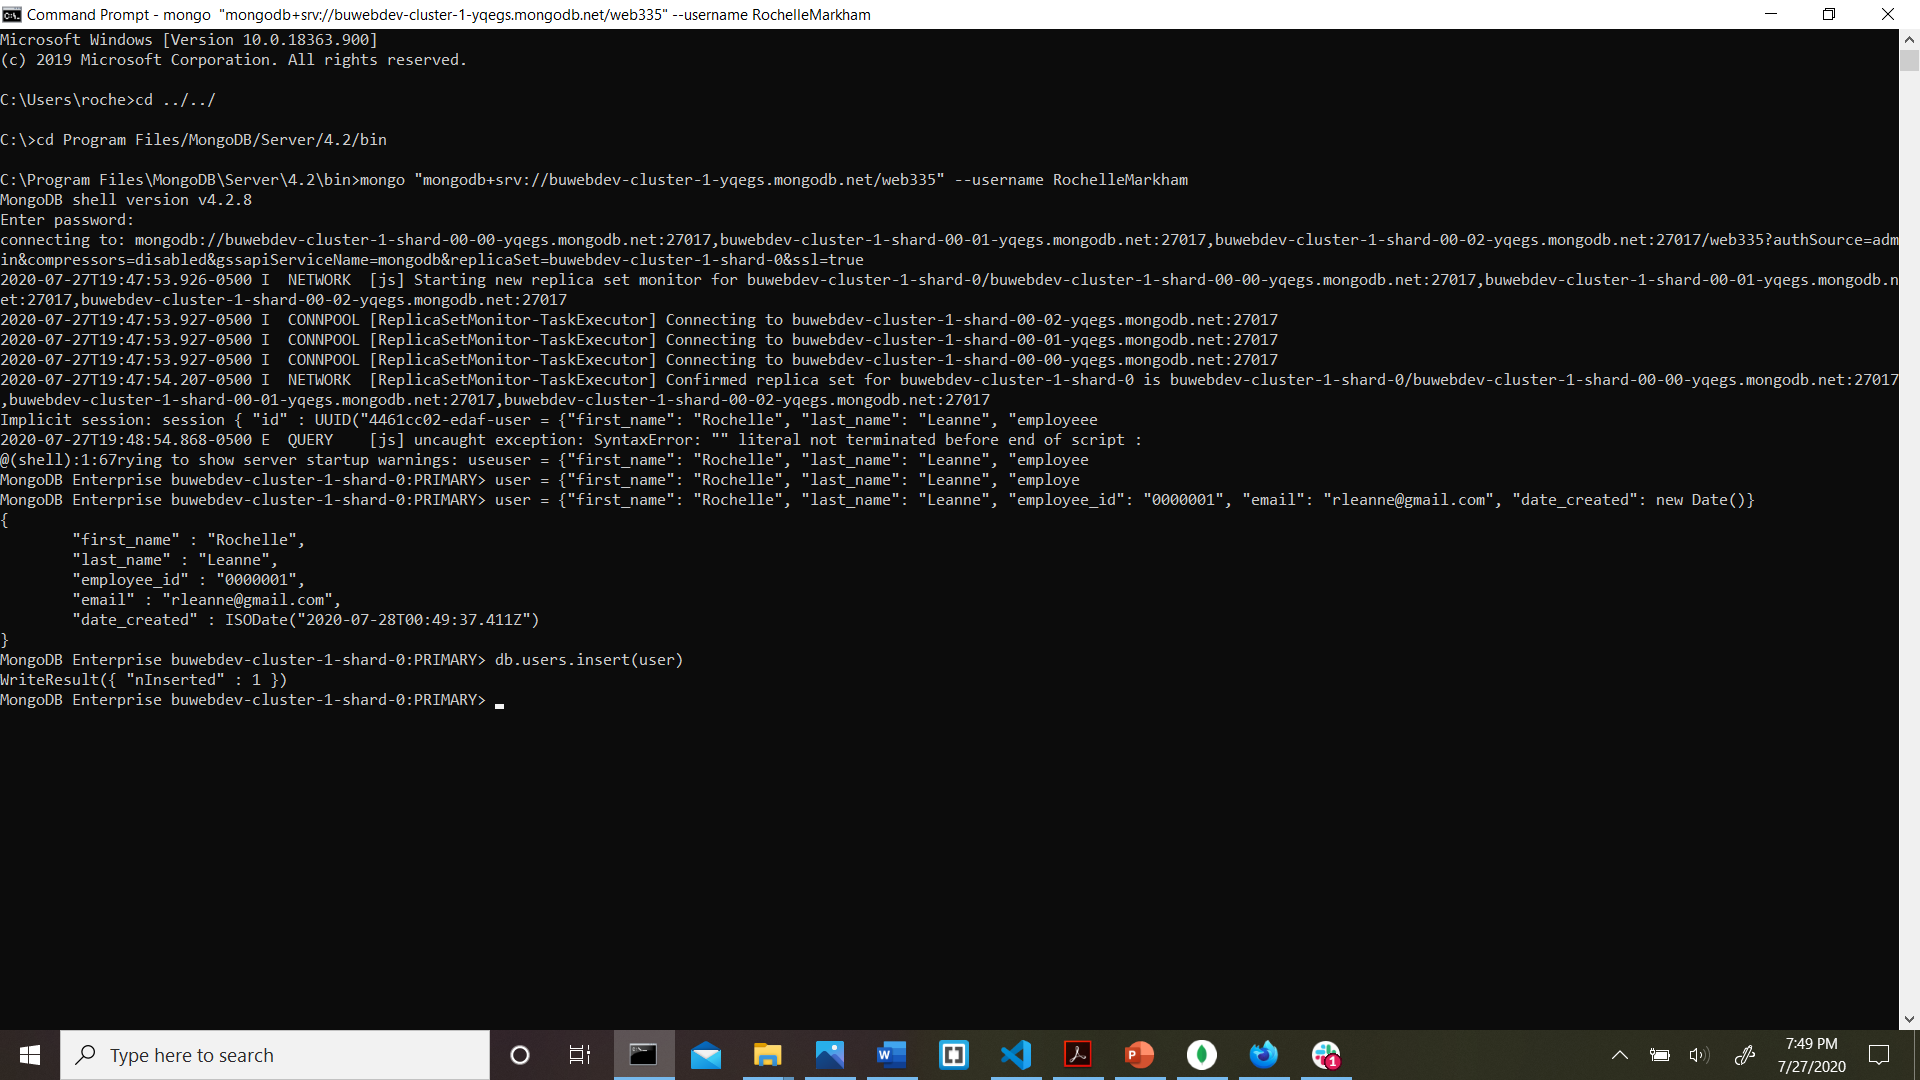 Command Prompt - mongo  "mongodb+srv://buwebdev-cluster-1-yqegs.mongodb.net/web335" --username RochelleMarkham
Microsoft Windows [Version 10.0.18363.900]
(c) 2019 Microsoft Corporation. All rights reserved.
C:\Users\roche>cd ../../
C:\>cd Program Files/MongoDB/Server/4.2/bin
C:\Program Files\MongoDB\Server\4.2\bin>mongo "mongodb+srv://buwebdev-cluster-1-yqegs.mongodb.net/web335" --username RochelleMarkham
MongoDB shell version v4.2.8
Enter password:
connecting to: mongodb://buwebdev-cluster-1-shard-00-00-yqegs.mongodb.net:27017,buwebdev-cluster-1-shard-00-01-yqegs.mongodb.net:27017,buwebdev-cluster-1-shard-00-02-yqegs.mongodb.net:27017/web335?authSource=adm
in&compressors=disabled&gssapiServiceName=mongodb&replicaSet=buwebdev-cluster-1-shard-0&ssl=true
2020-07-27T19:47:53.926-0500 I  NETWORK  [js] Starting new replica set monitor for buwebdev-cluster-1-shard-0/buwebdev-cluster-1-shard-00-00-yqegs.mongodb.net:27017,buwebdev-cluster-1-shard-00-01-yqegs.mongodb.n
et:27017,buwebdev-cluster-1-shard-00-02-yqegs.mongodb.net:27017
2020-07-27T19:47:53.927-0500 I  CONNPOOL [ReplicaSetMonitor-TaskExecutor] Connecting to buwebdev-cluster-1-shard-00-02-yqegs.mongodb.net:27017
2020-07-27T19:47:53.927-0500 I  CONNPOOL [ReplicaSetMonitor-TaskExecutor] Connecting to buwebdev-cluster-1-shard-00-01-yqegs.mongodb.net:27017
2020-07-27T19:47:53.927-0500 I  CONNPOOL [ReplicaSetMonitor-TaskExecutor] Connecting to buwebdev-cluster-1-shard-00-00-yqegs.mongodb.net:27017
2020-07-27T19:47:54.207-0500 I  NETWORK  [ReplicaSetMonitor-TaskExecutor] Confirmed replica set for buwebdev-cluster-1-shard-0 is buwebdev-cluster-1-shard-0/buwebdev-cluster-1-shard-00-00-yqegs.mongodb.net:27017
,buwebdev-cluster-1-shard-00-01-yqegs.mongodb.net:27017,buwebdev-cluster-1-shard-00-02-yqegs.mongodb.net:27017
Implicit session: session { "id" : UUID("4461cc02-edaf-user = {"first_name": "Rochelle", "last_name": "Leanne", "employeee
2020-07-27T19:48:54.868-0500 E  QUERY    [js] uncaught exception: SyntaxError: "" literal not terminated before end of script :
@(shell):1:67rying to show server startup warnings: useuser = {"first_name": "Rochelle", "last_name": "Leanne", "employee
MongoDB Enterprise buwebdev-cluster-1-shard-0:PRIMARY> user = {"first_name": "Rochelle", "last_name": "Leanne", "employe
MongoDB Enterprise buwebdev-cluster-1-shard-0:PRIMARY> user = {"first_name": "Rochelle", "last_name": "Leanne", "employee_id": "0000001", "email": "rleanne@gmail.com", "date_created": new Date()}
{
"first_name" : "Rochelle",
"last_name" : "Leanne",
"employee_id" : "0000001",
"email" : "rleanne@gmail.com",
"date_created" : ISODate("2020-07-28T00:49:37.411Z")
}
MongoDB Enterprise buwebdev-cluster-1-shard-0:PRIMARY> db.users.insert(user)
WriteResult({ "nInserted" : 1 })
MongoDB Enterprise buwebdev-cluster-1-shard-0:PRIMARY>
Type here to search
7:49 PM
7/27/2020